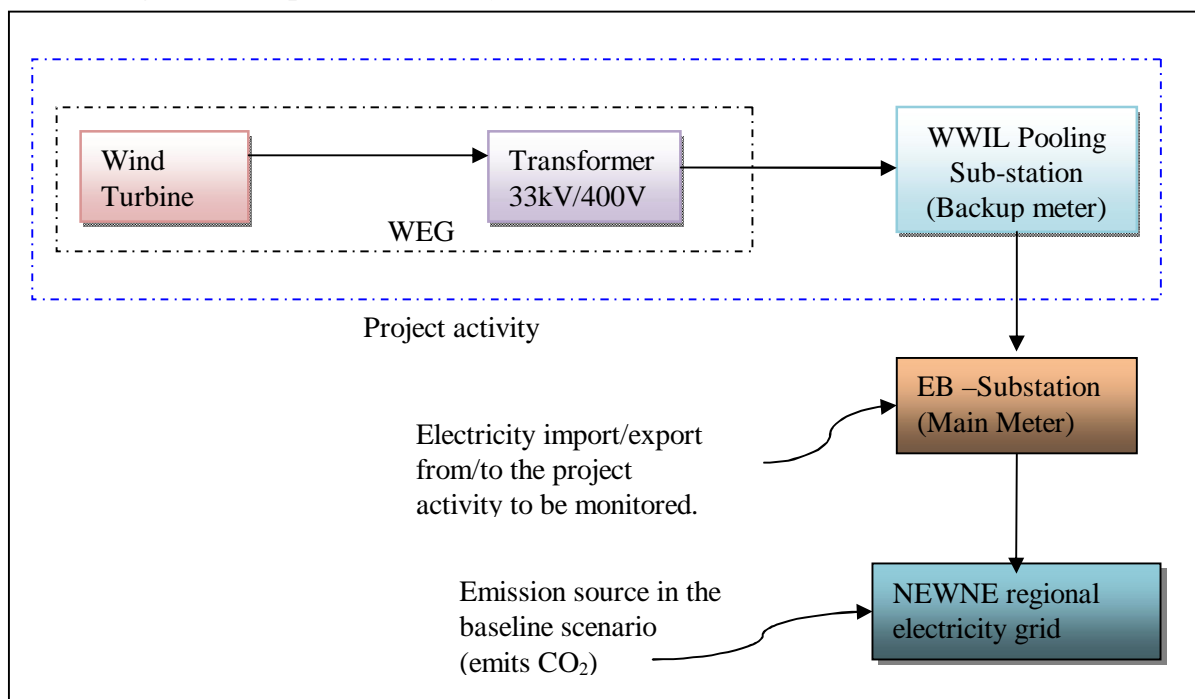 Wind
Turbine
Transformer
33kV/400V
WEG
WWIL Pooling
Sub-station
(Backup meter)
Project activity
EB –Substation
(Main Meter)
Electricity import/export
from/to the project
activity to be monitored.
NEWNE regional
electricity grid
Emission source in the
baseline scenario
(emits CO₂)